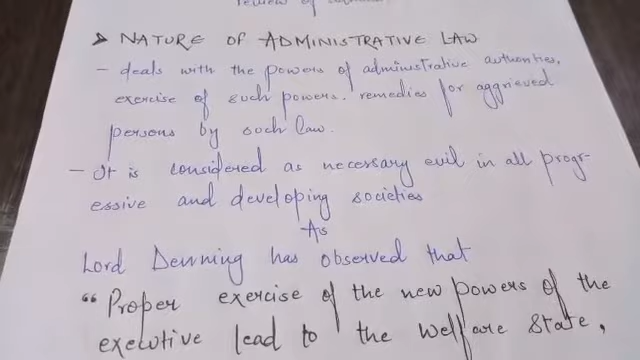 review of
➤ NATURE OF ADMINISTRATIVE LAW
- deals with the powers of administrative authorities,
exercise of such powers. remedies for aggrieved
persons by such law.
- It is considered as necessary evil in all progr-
essive and developing societies
As
Lord Denning has observed that
"Proper exercise of the new powers of the
executive lead to the welfare state,